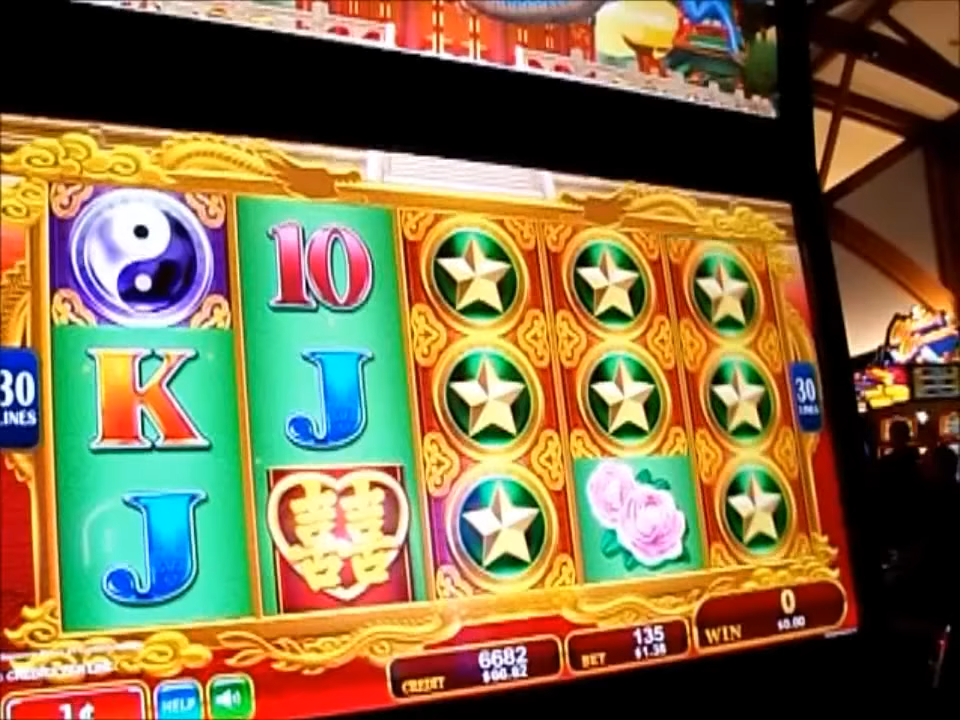 10
K
J
J
囍
30
LINES
30
LINES
6682
CREDIT
$66.82
135
BET
$1.35
0
WIN
$0.00
1¢
HELP